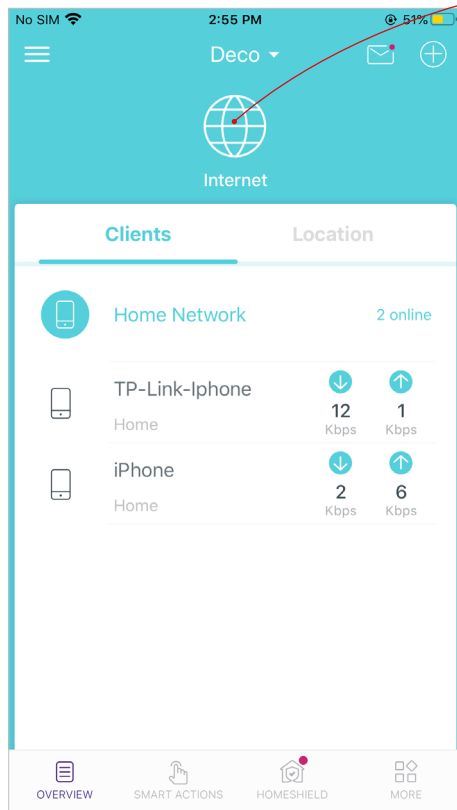 No SIM 2:55 PM 51%
Deco
Internet
Clients Location
Home Network 2 online
TP-Link-Iphone
12 1
Home Kbps Kbps
iPhone
2 6
Home Kbps Kbps
OVERVIEW SMART ACTIONS HOMESHIELD MORE